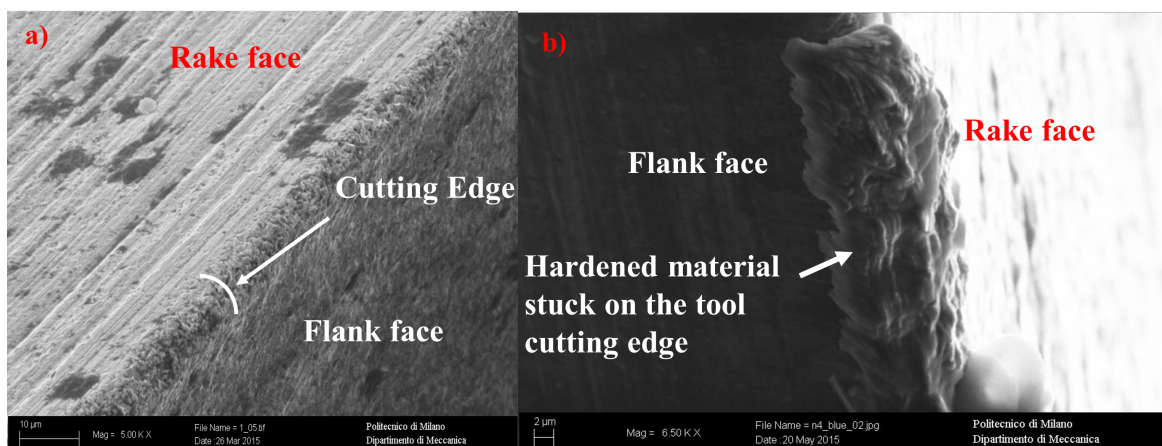 a)
Rake face
Cutting Edge
Flank face
10 µm
Mag = 5.00 K X
File Name = 1_05.tif
Date :26 Mar 2015
Politecnico di Milano
Dipartimento di Meccanica
b)
Rake face
Flank face
Hardened material
stuck on the tool
cutting edge
2 µm
Mag = 6.50 K X
File Name = n4_blue_02.jpg
Date :20 May 2015
Politecnico di Milano
Dipartimento di Meccanica